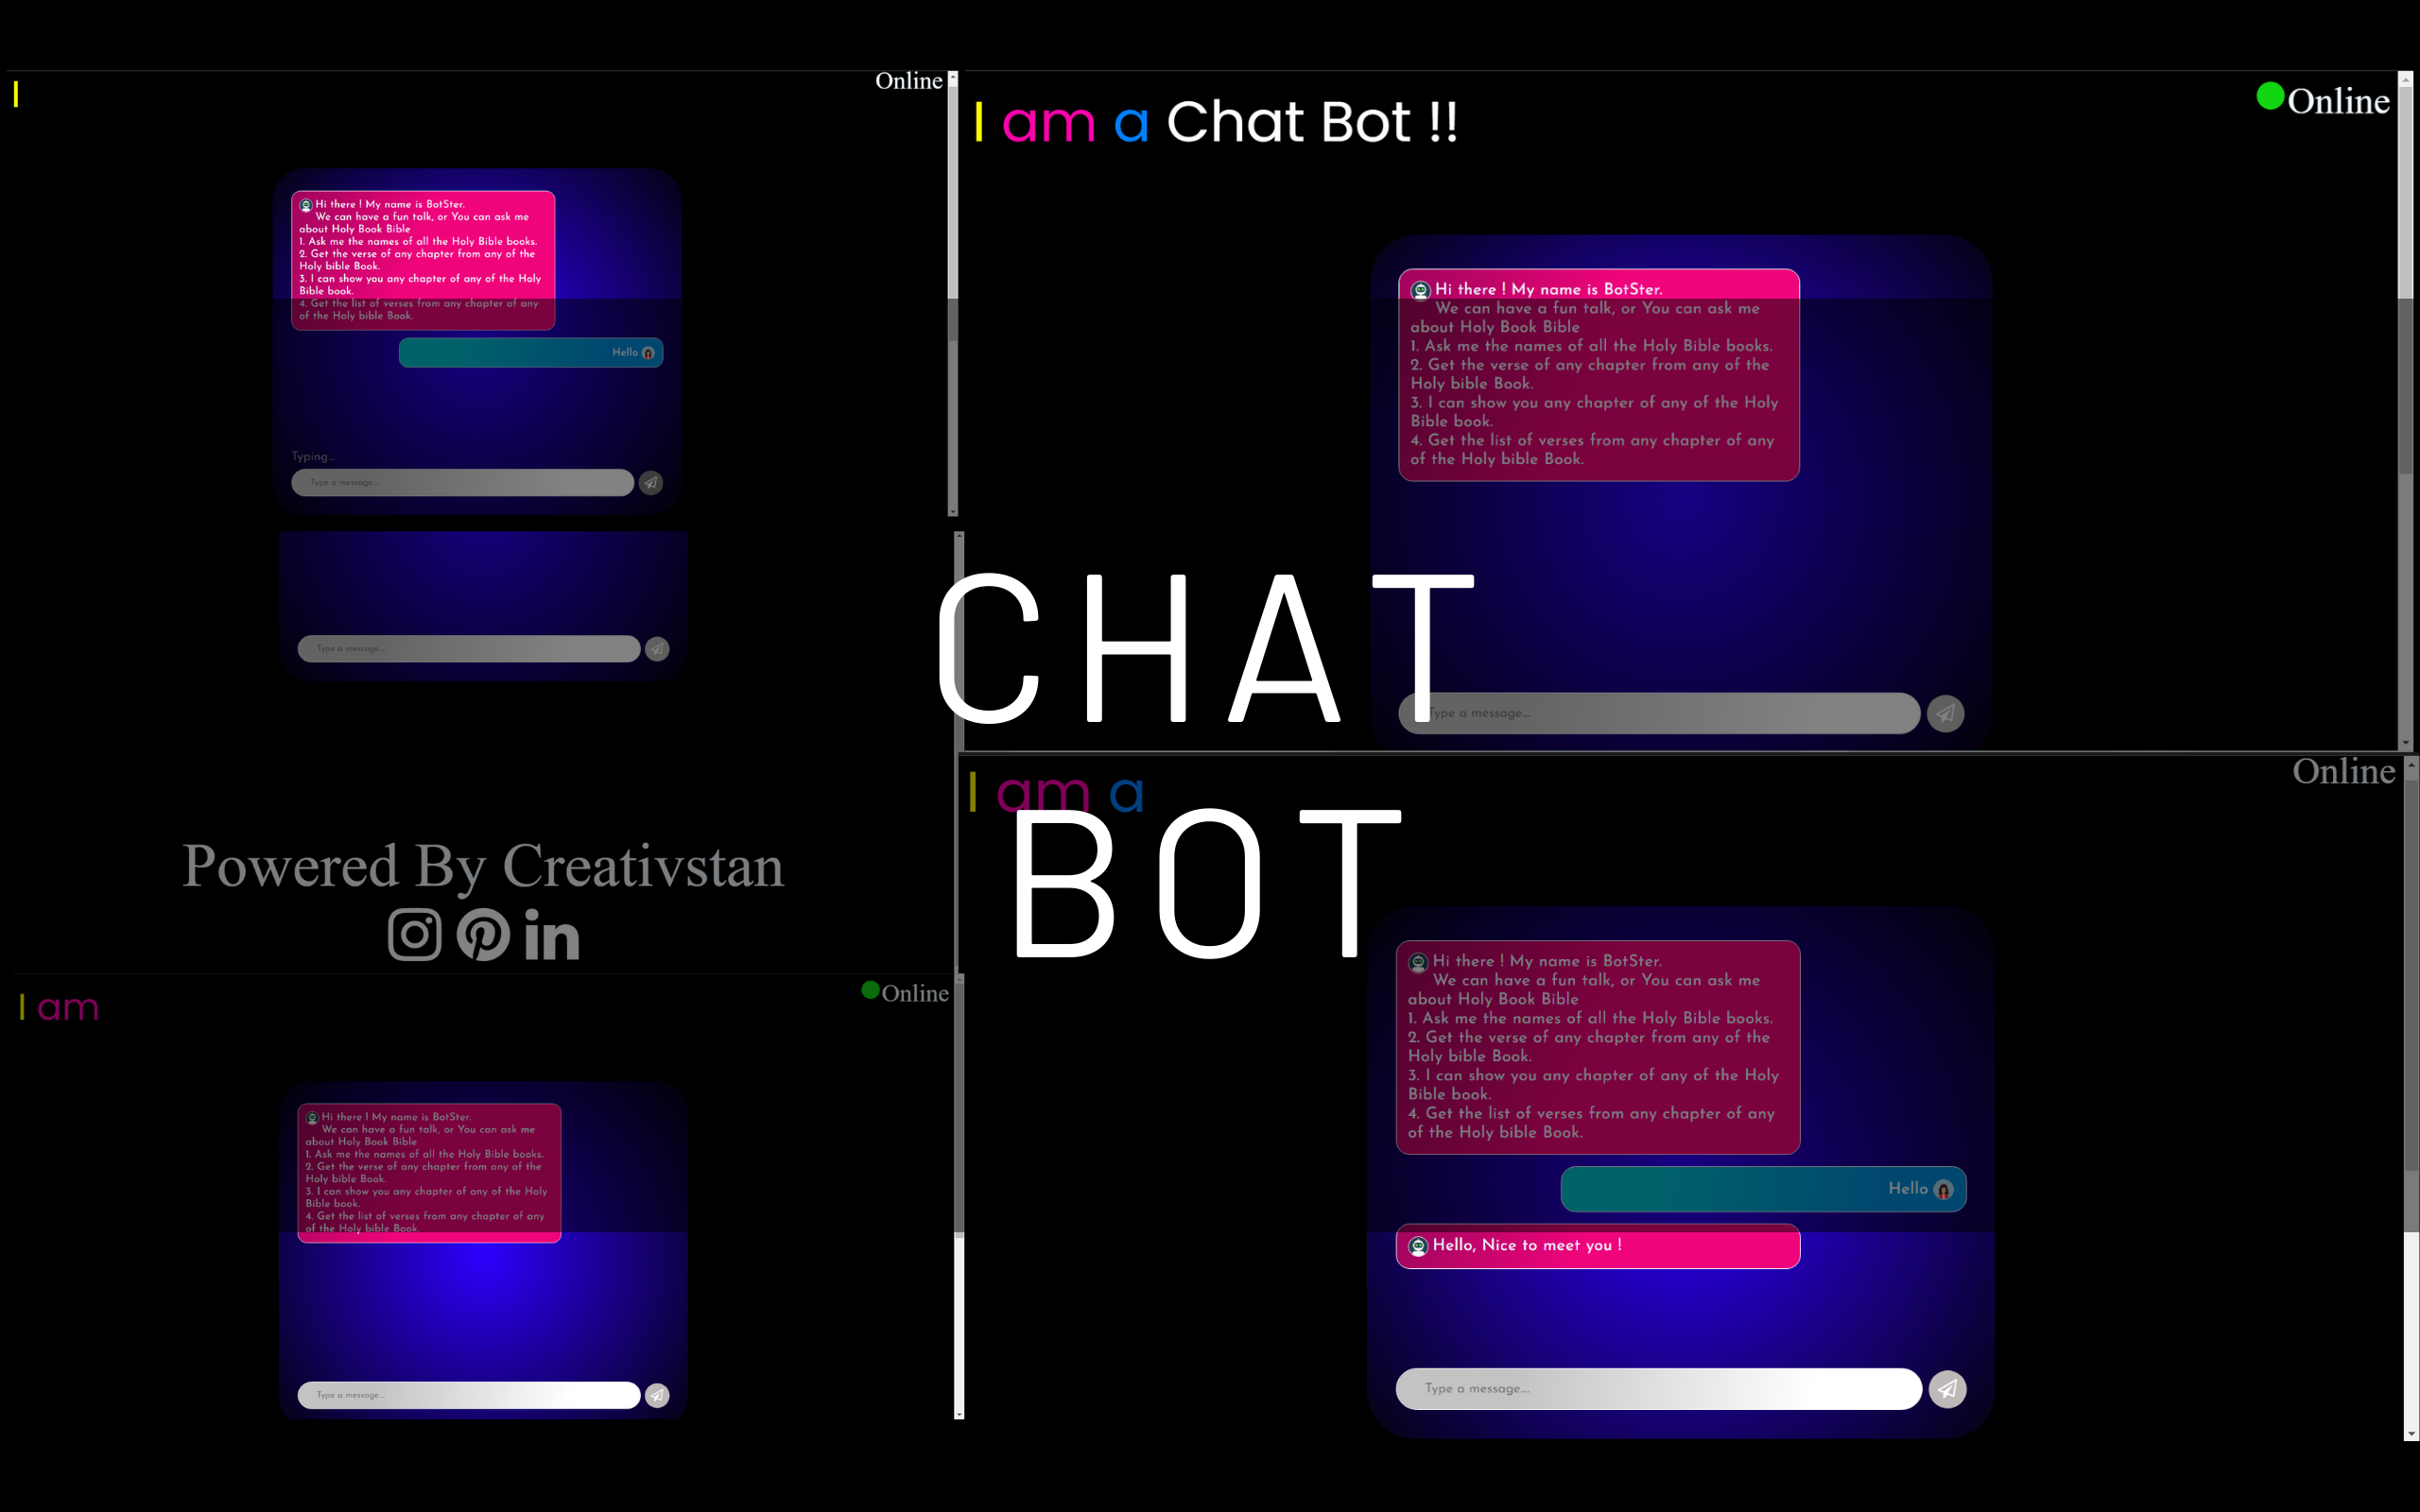 I
Online
Hi there ! My name is BotSter.
We can have a fun talk, or You can ask me
about Holy Book Bible
1. Ask me the names of all the Holy Bible books.
2. Get the verse of any chapter from any of the
Holy bible Book.
3. I can show you any chapter of any of the Holy
Bible book.
4. Get the list of verses from any chapter of any
of the Holy bible Book.
Hello
Typing...
Type a message....
Type a message....
Powered By Creativstan
in
I am
Online
Hi there ! My name is BotSter.
We can have a fun talk, or You can ask me
about Holy Book Bible
1. Ask me the names of all the Holy Bible books.
2. Get the verse of any chapter from any of the
Holy bible Book.
3. I can show you any chapter of any of the Holy
Bible book.
4. Get the list of verses from any chapter of any
of the Holy bible Book.
Type a message....
I am a Chat Bot !!
Online
Hi there ! My name is BotSter.
We can have a fun talk, or You can ask me
about Holy Book Bible
1. Ask me the names of all the Holy Bible books.
2. Get the verse of any chapter from any of the
Holy bible Book.
3. I can show you any chapter of any of the Holy
Bible book.
4. Get the list of verses from any chapter of any
of the Holy bible Book.
Type a message....
CHAT
BOT
I am a
Online
Hi there ! My name is BotSter.
We can have a fun talk, or You can ask me
about Holy Book Bible
1. Ask me the names of all the Holy Bible books.
2. Get the verse of any chapter from any of the
Holy bible Book.
3. I can show you any chapter of any of the Holy
Bible book.
4. Get the list of verses from any chapter of any
of the Holy bible Book.
Hello
Hello, Nice to meet you !
Type a message....